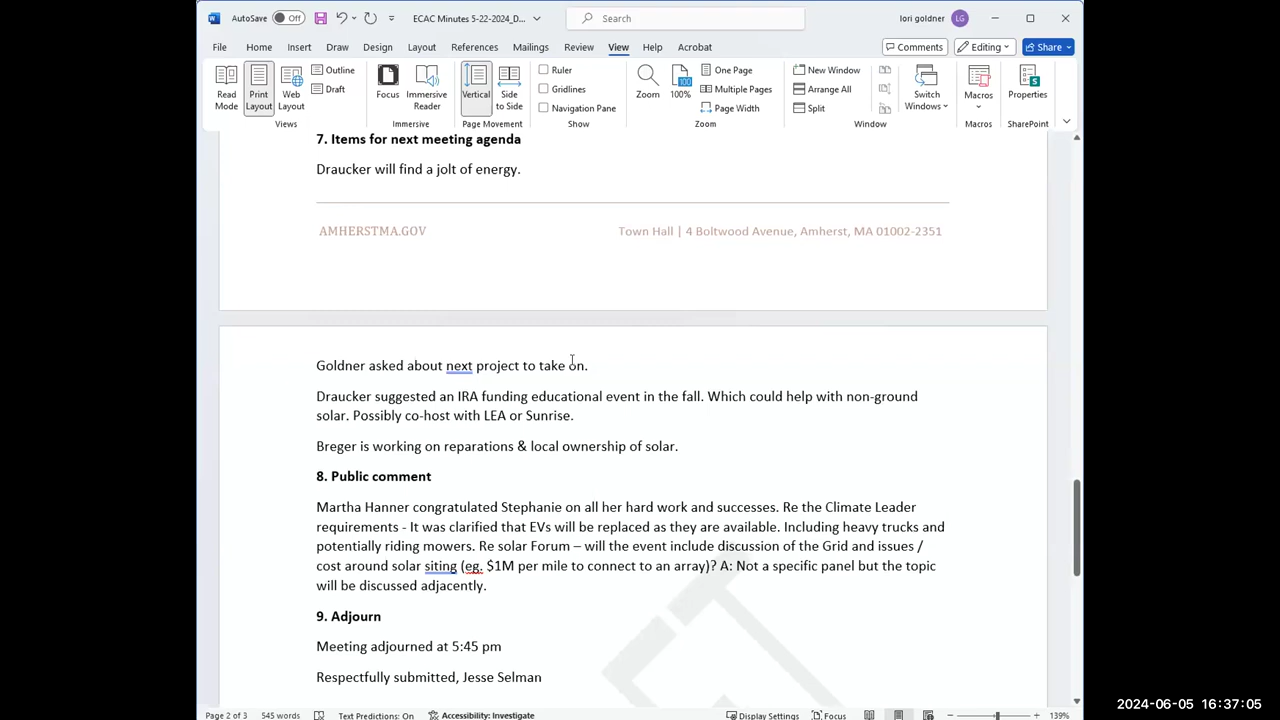 AutoSave Off ECAC Minutes 5-22-2024_D... Search lori goldner LG
File Home Insert Draw Design Layout References Mailings Review View Help Acrobat Comments Editing Share
Read Mode Print Layout Web Layout Outline Draft Focus Immersive Reader Vertical Side to Side Ruler Gridlines Navigation Pane Zoom 100 100% One Page Multiple Pages Page Width New Window Arrange All Split Switch Windows Macros Properties
Views Immersive Page Movement Show Zoom Window Macros SharePoint
7. Items for next meeting agenda
Draucker will find a jolt of energy.
AMHERSTMA.GOV Town Hall | 4 Boltwood Avenue, Amherst, MA 01002-2351
Goldner asked about next project to take on.
Draucker suggested an IRA funding educational event in the fall. Which could help with non-ground
solar. Possibly co-host with LEA or Sunrise.
Breger is working on reparations & local ownership of solar.
8. Public comment
Martha Hanner congratulated Stephanie on all her hard work and successes. Re the Climate Leader
requirements - It was clarified that EVs will be replaced as they are available. Including heavy trucks and
potentially riding mowers. Re solar Forum – will the event include discussion of the Grid and issues /
cost around solar siting (eg. $1M per mile to connect to an array)? A: Not a specific panel but the topic
will be discussed adjacently.
9. Adjourn
Meeting adjourned at 5:45 pm
Respectfully submitted, Jesse Selman
2024-06-05 16:37:05
Page 2 of 3 545 words Text Predictions: On Accessibility: Investigate Display Settings Focus 139%